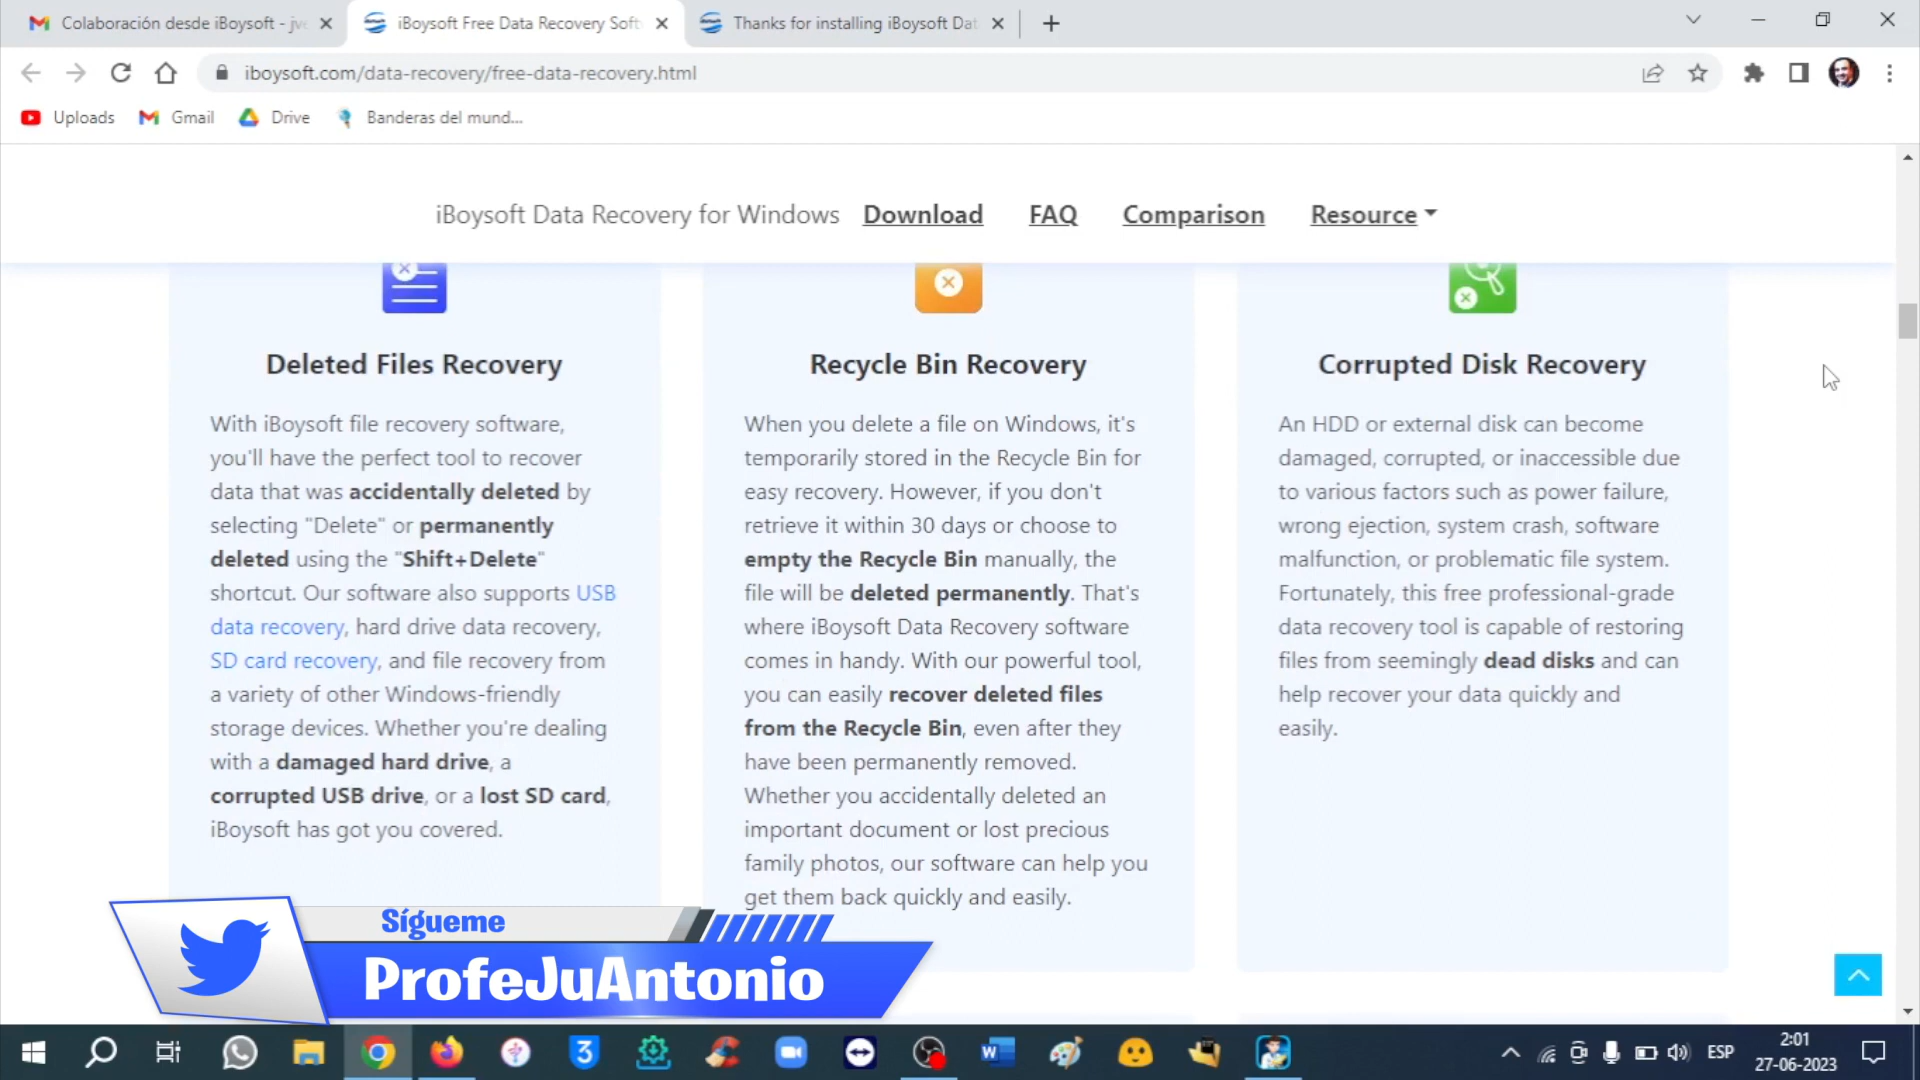 Colaboración desde iBoysoft - jv
iBoysoft Free Data Recovery Soft
Thanks for installing iBoysoft Dat
iboysoft.com/data-recovery/free-data-recovery.html
Uploads
Gmail
Drive
Banderas del mund...
iBoysoft Data Recovery for Windows
Download
FAQ
Comparison
Resource
Deleted Files Recovery
With iBoysoft file recovery software,
you'll have the perfect tool to recover
data that was accidentally deleted by
selecting "Delete" or permanently
deleted using the "Shift+Delete"
shortcut. Our software also supports USB
data recovery, hard drive data recovery,
SD card recovery, and file recovery from
a variety of other Windows-friendly
storage devices. Whether you're dealing
with a damaged hard drive, a
corrupted USB drive, or a lost SD card,
iBoysoft has got you covered.
Recycle Bin Recovery
When you delete a file on Windows, it's
temporarily stored in the Recycle Bin for
easy recovery. However, if you don't
retrieve it within 30 days or choose to
empty the Recycle Bin manually, the
file will be deleted permanently. That's
where iBoysoft Data Recovery software
comes in handy. With our powerful tool,
you can easily recover deleted files
from the Recycle Bin, even after they
have been permanently removed.
Whether you accidentally deleted an
important document or lost precious
family photos, our software can help you
get them back quickly and easily.
Corrupted Disk Recovery
An HDD or external disk can become
damaged, corrupted, or inaccessible due
to various factors such as power failure,
wrong ejection, system crash, software
malfunction, or problematic file system.
Fortunately, this free professional-grade
data recovery tool is capable of restoring
files from seemingly dead disks and can
help recover your data quickly and
easily.
Sígueme
ProfeJuAntonio
3
W
ESP
2:01
27-06-2023